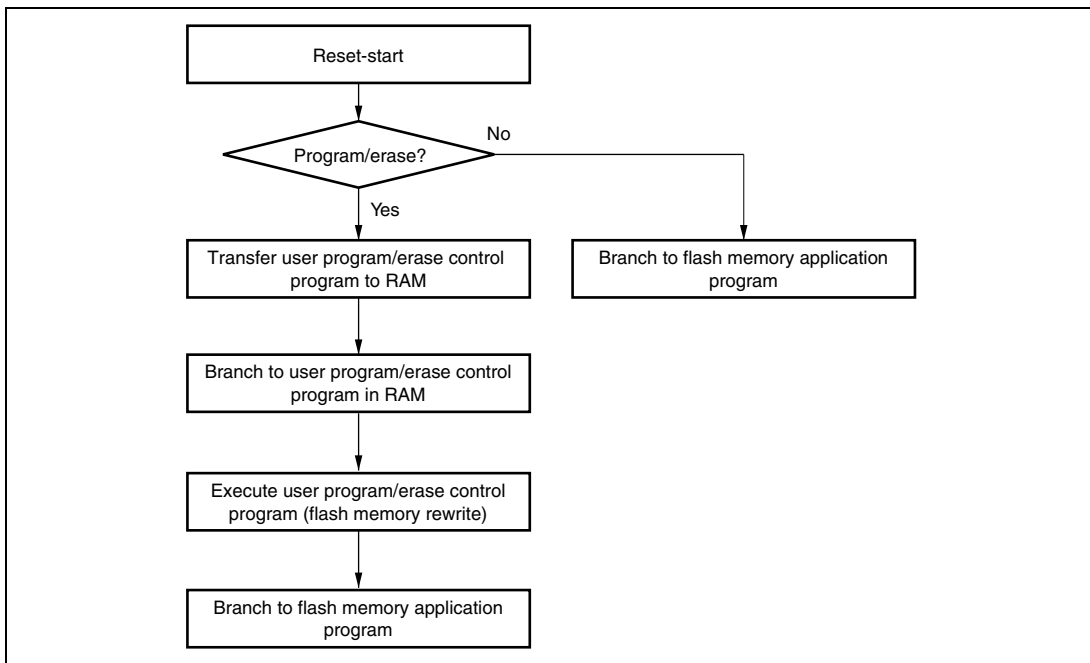 Reset-start
Program/erase?
No
Yes
Transfer user program/erase control
program to RAM
Branch to flash memory application
program
Branch to user program/erase control
program in RAM
Execute user program/erase control
program (flash memory rewrite)
Branch to flash memory application
program